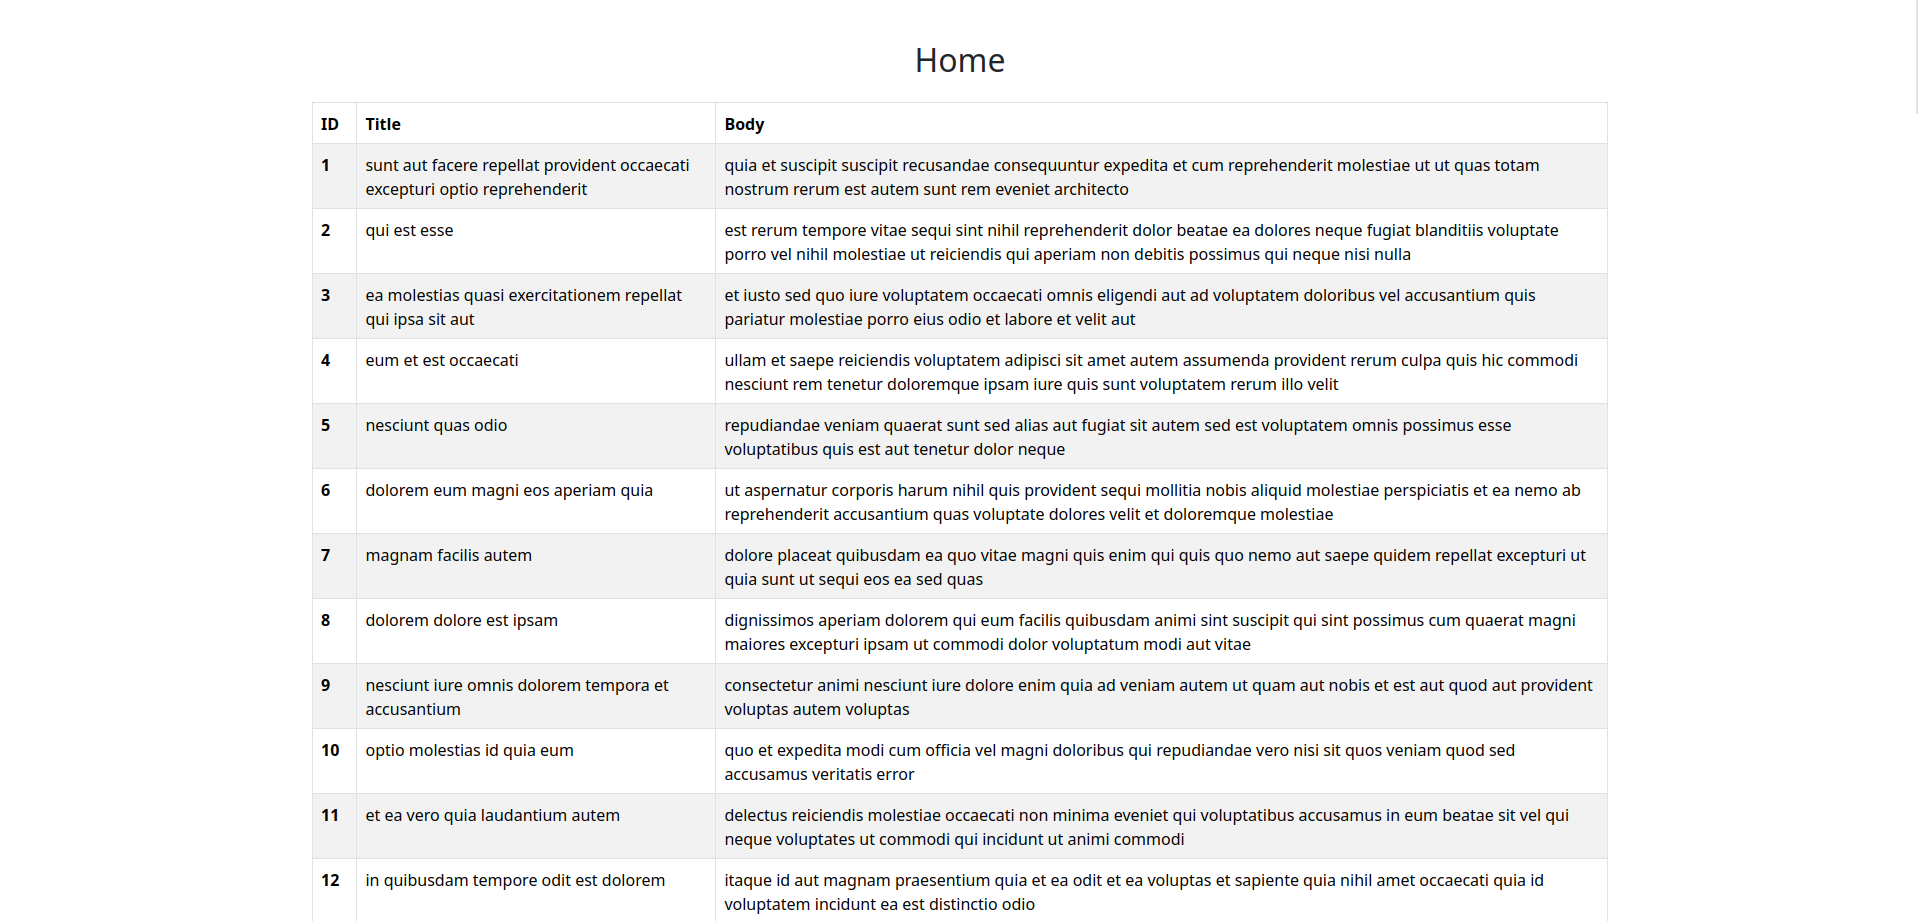 Home
ID Title Body
1 sunt aut facere repellat provident occaecati quia et suscipit suscipit recusandae consequuntur expedita et cum reprehenderit molestiae ut ut quas totam
excepturi optio reprehenderit nostrum rerum est autem sunt rem eveniet architecto
2 qui est esse est rerum tempore vitae sequi sint nihil reprehenderit dolor beatae ea dolores neque fugiat blanditiis voluptate
porro vel nihil molestiae ut reiciendis qui aperiam non debitis possimus qui neque nisi nulla
3 ea molestias quasi exercitationem repellat et iusto sed quo iure voluptatem occaecati omnis eligendi aut ad voluptatem doloribus vel accusantium quis
qui ipsa sit aut pariatur molestiae porro eius odio et labore et velit aut
4 eum et est occaecati ullam et saepe reiciendis voluptatem adipisci sit amet autem assumenda provident rerum culpa quis hic commodi
nesciunt rem tenetur doloremque ipsam iure quis sunt voluptatem rerum illo velit
5 nesciunt quas odio repudiandae veniam quaerat sunt sed alias aut fugiat sit autem sed est voluptatem omnis possimus esse
voluptatibus quis est aut tenetur dolor neque
6 dolorem eum magni eos aperiam quia ut aspernatur corporis harum nihil quis provident sequi mollitia nobis aliquid molestiae perspiciatis et ea nemo ab
reprehenderit accusantium quas voluptate dolores velit et doloremque molestiae
7 magnam facilis autem dolore placeat quibusdam ea quo vitae magni quis enim qui quis quo nemo aut saepe quidem repellat excepturi ut
quia sunt ut sequi eos ea sed quas
8 dolorem dolore est ipsam dignissimos aperiam dolorem qui eum facilis quibusdam animi sint suscipit qui sint possimus cum quaerat magni
maiores excepturi ipsam ut commodi dolor voluptatum modi aut vitae
9 nesciunt iure omnis dolorem tempora et consectetur animi nesciunt iure dolore enim quia ad veniam autem ut quam aut nobis et est aut quod aut provident
accusantium voluptas autem voluptas
10 optio molestias id quia eum quo et expedita modi cum officia vel magni doloribus qui repudiandae vero nisi sit quos veniam quod sed
accusamus veritatis error
11 et ea vero quia laudantium autem delectus reiciendis molestiae occaecati non minima eveniet qui voluptatibus accusamus in eum beatae sit vel qui
neque voluptates ut commodi qui incidunt ut animi commodi
12 in quibusdam tempore odit est dolorem itaque id aut magnam praesentium quia et ea odit et ea voluptas et sapiente quia nihil amet occaecati quia id
voluptatem incidunt ea est distinctio odio